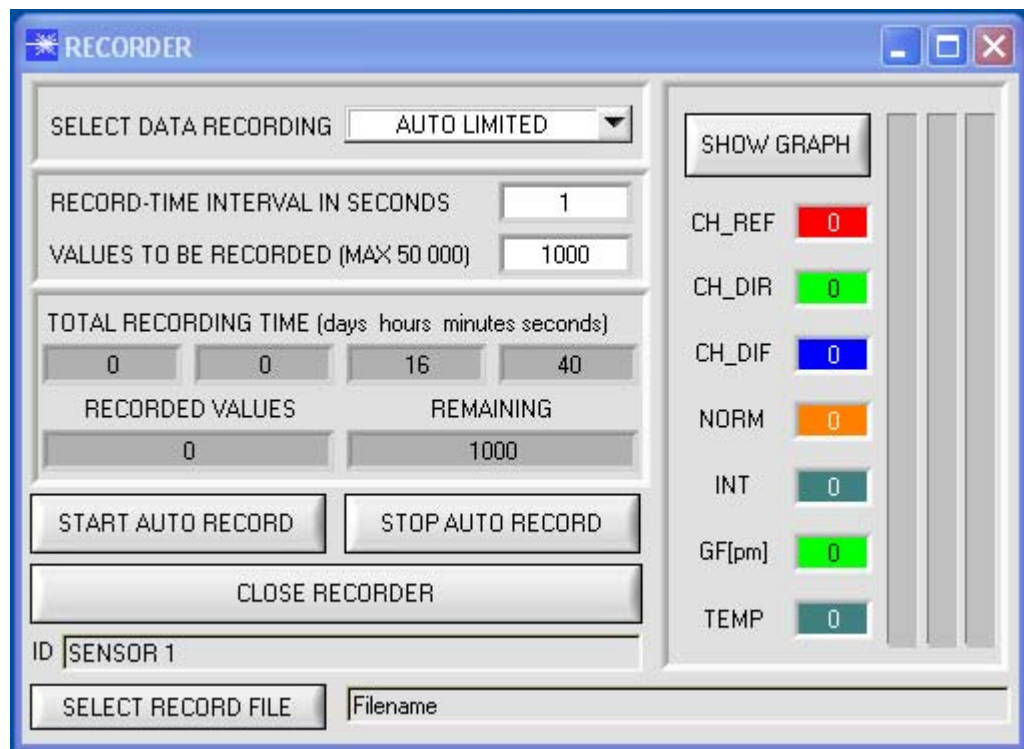 RECORDER
SELECT DATA RECORDING AUTO LIMITED
RECORD-TIME INTERVAL IN SECONDS 1
VALUES TO BE RECORDED (MAX 50 000) 1000
TOTAL RECORDING TIME (days hours minutes seconds)
0 0 16 40
RECORDED VALUES REMAINING
0 1000
START AUTO RECORD STOP AUTO RECORD
CLOSE RECORDER
ID SENSOR 1
SELECT RECORD FILE Filename
SHOW GRAPH
CH_REF 0
CH_DIR 0
CH_DIF 0
NORM 0
INT 0
GF[pm] 0
TEMP 0